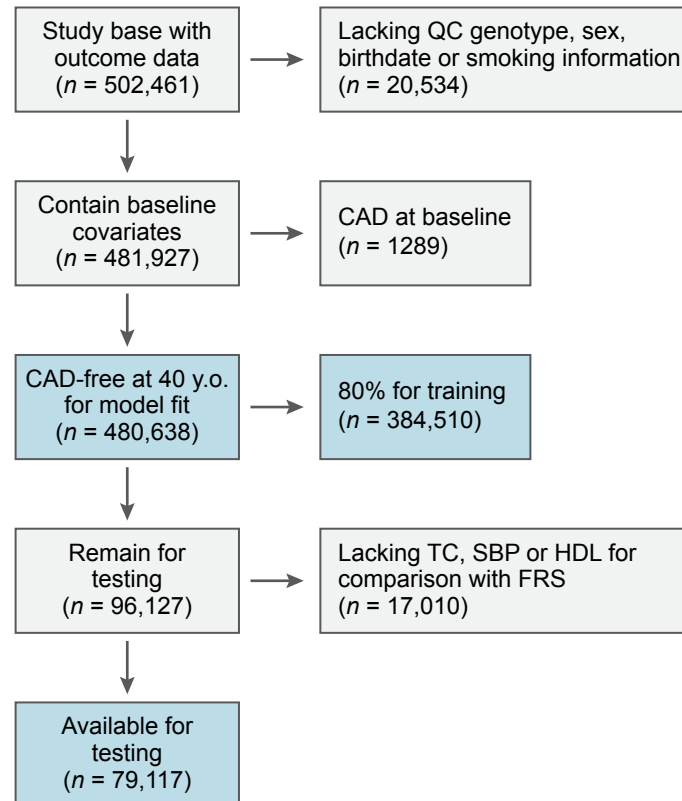 Study base with
outcome data
(n = 502,461)
Lacking QC genotype, sex,
birthdate or smoking information
(n = 20,534)
Contain baseline
covariates
(n = 481,927)
CAD at baseline
(n = 1289)
CAD-free at 40 y.o.
for model fit
(n = 480,638)
80% for training
(n = 384,510)
Remain for
testing
(n = 96,127)
Lacking TC, SBP or HDL for
comparison with FRS
(n = 17,010)
Available for
testing
(n = 79,117)